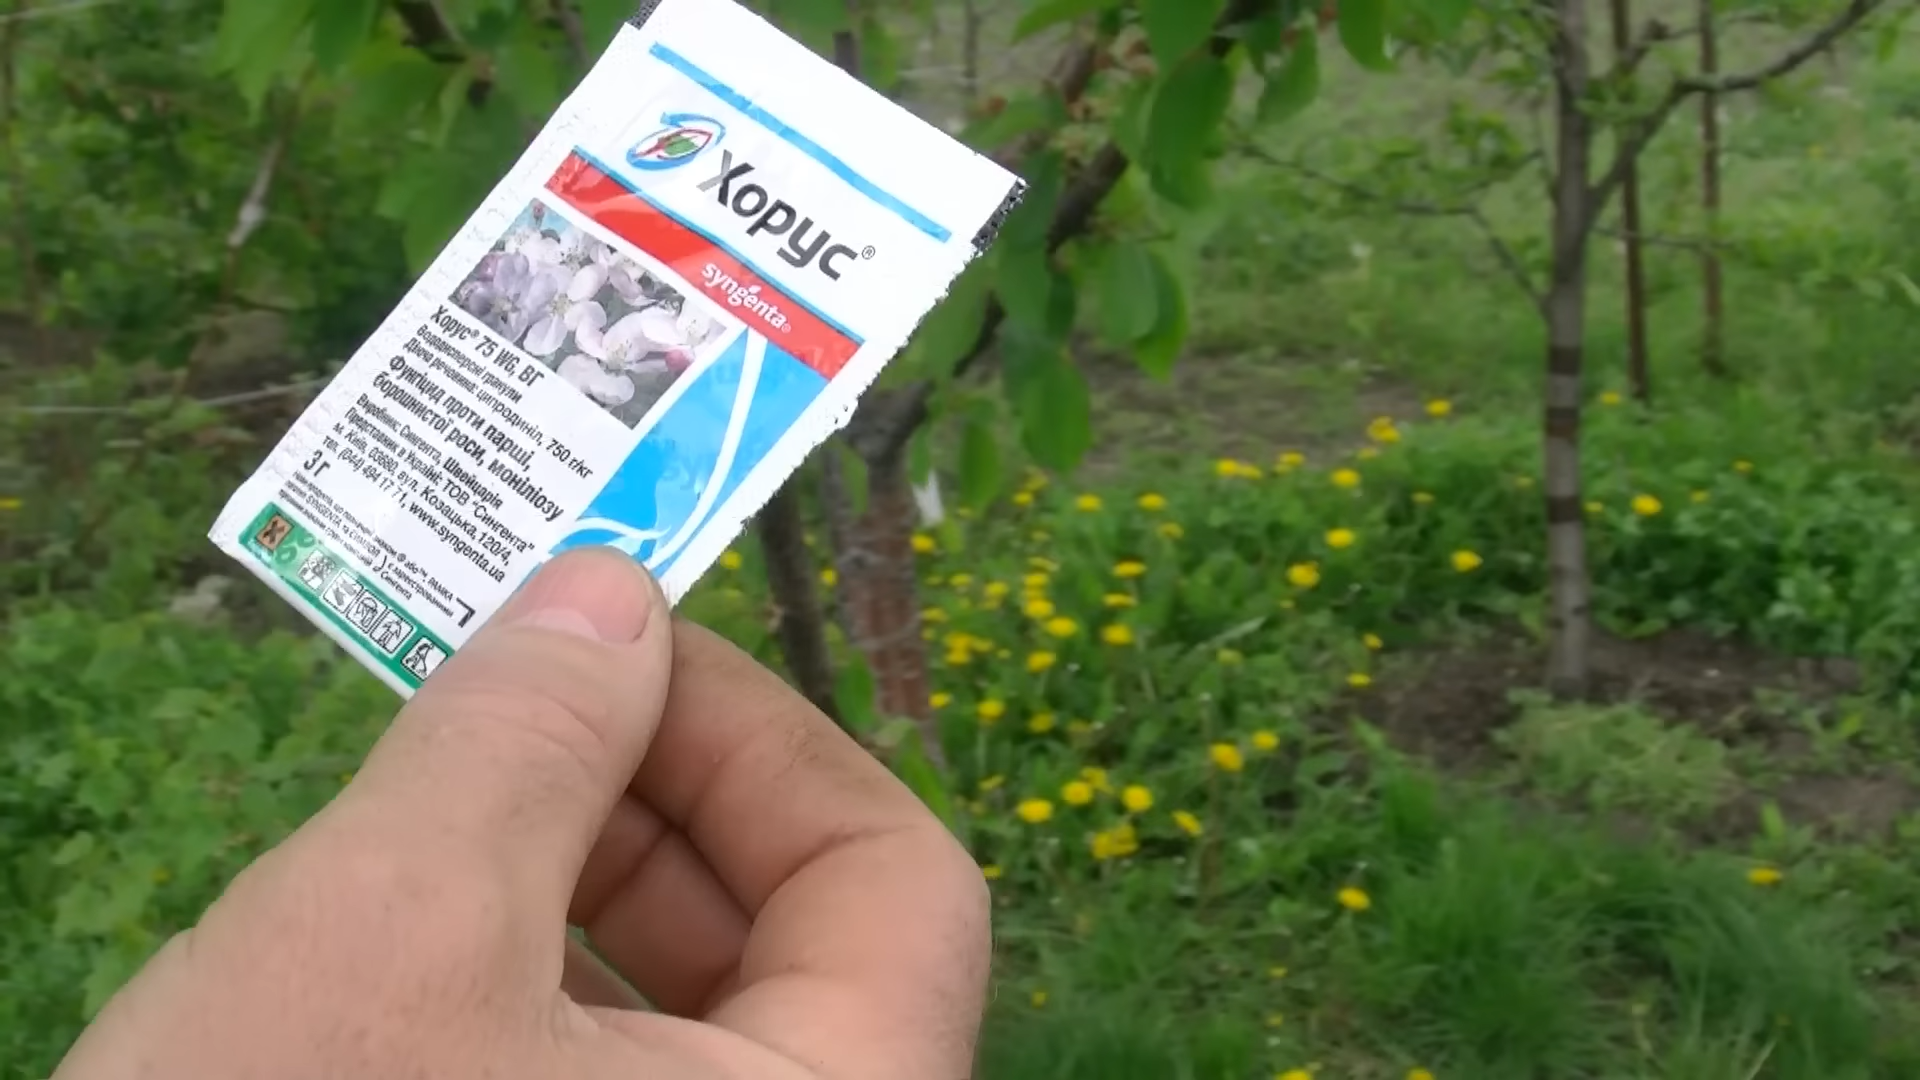 Хорус®
syngenta®
Хорус® 75 WG, ВГ
Вододисперсні гранули
Діюча речовина: ципродиніл, 750 г/кг
Фунгіцид проти парші,
борошнистої роси, моніліозу
Виробник: Сингента, Швейцарія
Представник в Україні: ТОВ "Сингента"
м. Київ, 03680, вул. Козацька, 120/4,
тел. (044) 494 17 71, www.syngenta.ua
3 г